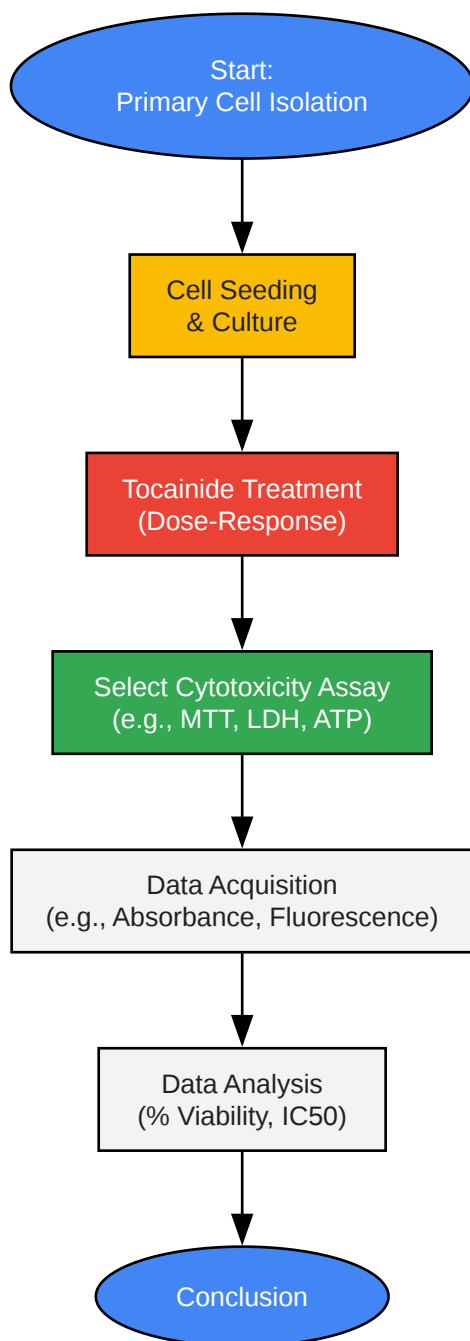 Start:
Primary Cell Isolation
Cell Seeding
& Culture
Tocainide Treatment
(Dose-Response)
Select Cytotoxicity Assay
(e.g., MTT, LDH, ATP)
Data Acquisition
(e.g., Absorbance, Fluorescence)
Data Analysis
(% Viability, IC50)
Conclusion